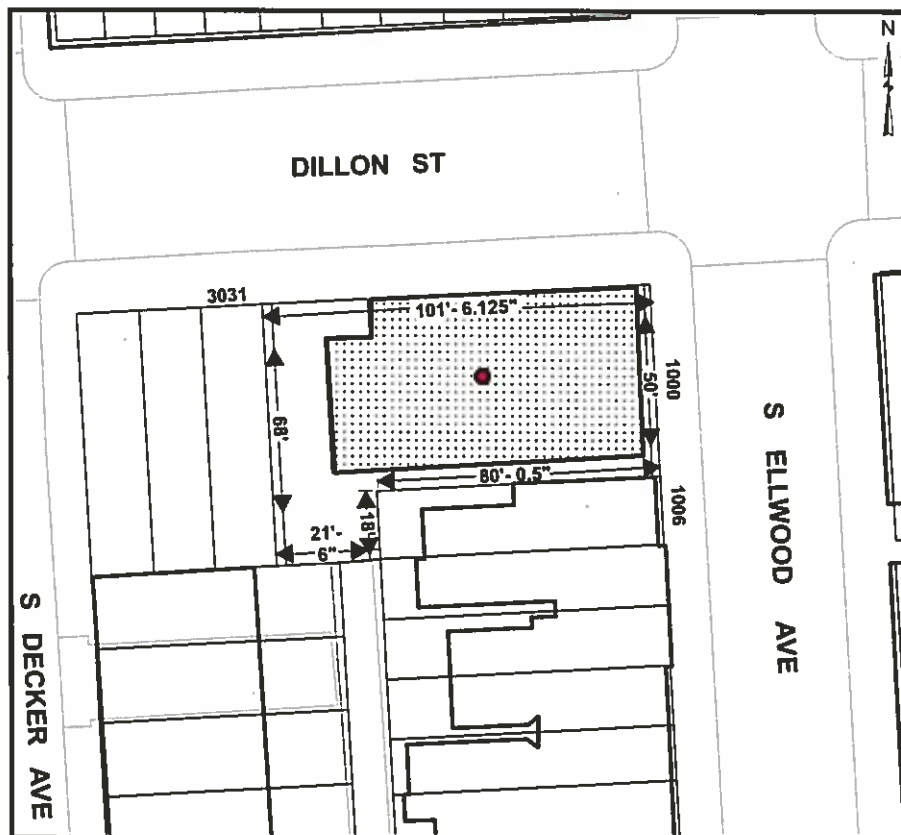 N
DILLON ST
3031
101'- 6.125"
1000
50'
68'
80'- 0.5"
1006
18'
21'-
6"
S ELLWOOD AVE
S DECKER AVE